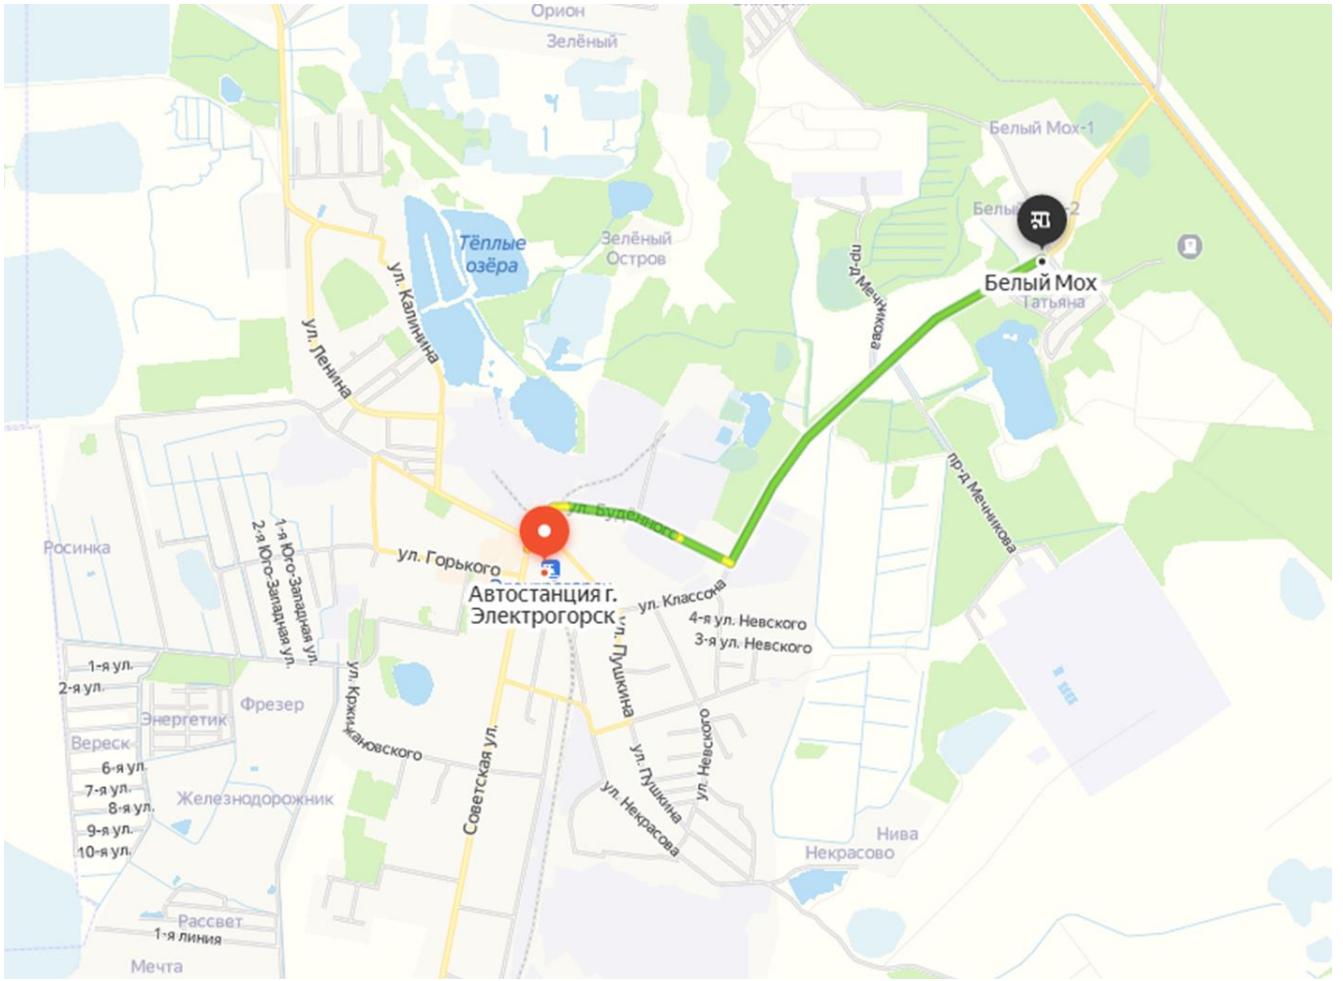 Орион
Зелёный
Белый Мох-1
Тёплые
озёра
Зелёный
Остров
пр-д Мечникова
Белый Мох
Татьяна
ул. Калинина
ул. Ленина
пр-д Мечникова
ул. Будённого
Росинка
1-я Юго-Западная ул.
2-я Юго-Западная ул.
ул. Горького
Автостанция г.
Электрогорск
ул. Классона
4-я ул. Невского
3-я ул. Невского
ул. Пушкина
1-я ул.
2-я ул.
Энергетик
Фрезер
Вереск
ул. Кржижановского
6-я ул.
7-я ул.
8-я ул.
9-я ул.
10-я ул.
Железнодорожник
Советская ул.
ул. Невского
ул. Пушкина
ул. Некрасова
Нива
Некрасово
Рассвет
1-я линия
Мечта